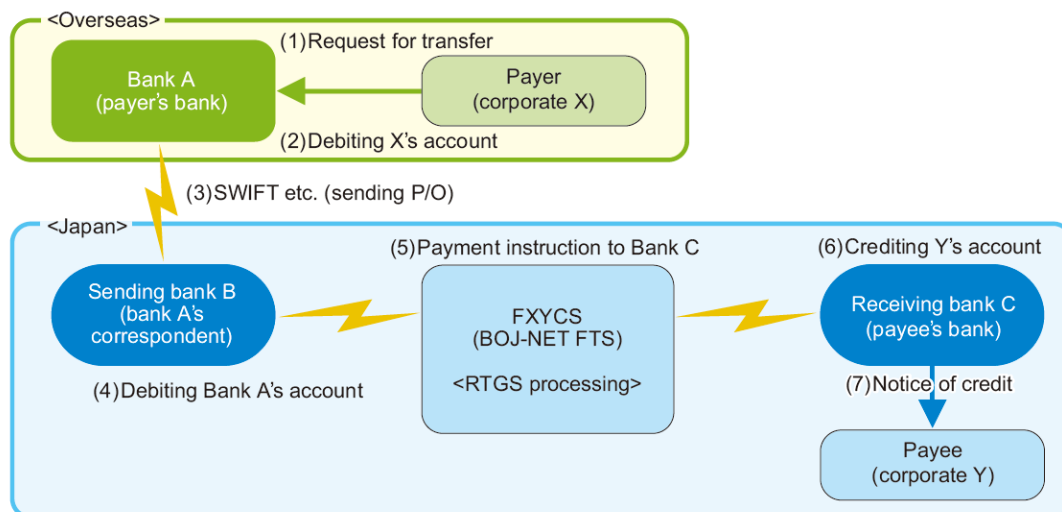 <Overseas>
(1)Request for transfer
Bank A
(payer's bank)
Payer
(corporate X)
(2)Debiting X's account
(3)SWIFT etc. (sending P/O)
<Japan>
(5)Payment instruction to Bank C
(6)Crediting Y's account
Sending bank B
(bank A's
correspondent)
FXYCS
(BOJ-NET FTS)
<RTGS processing>
Receiving bank C
(payee's bank)
(4)Debiting Bank A's account
(7)Notice of credit
Payee
(corporate Y)